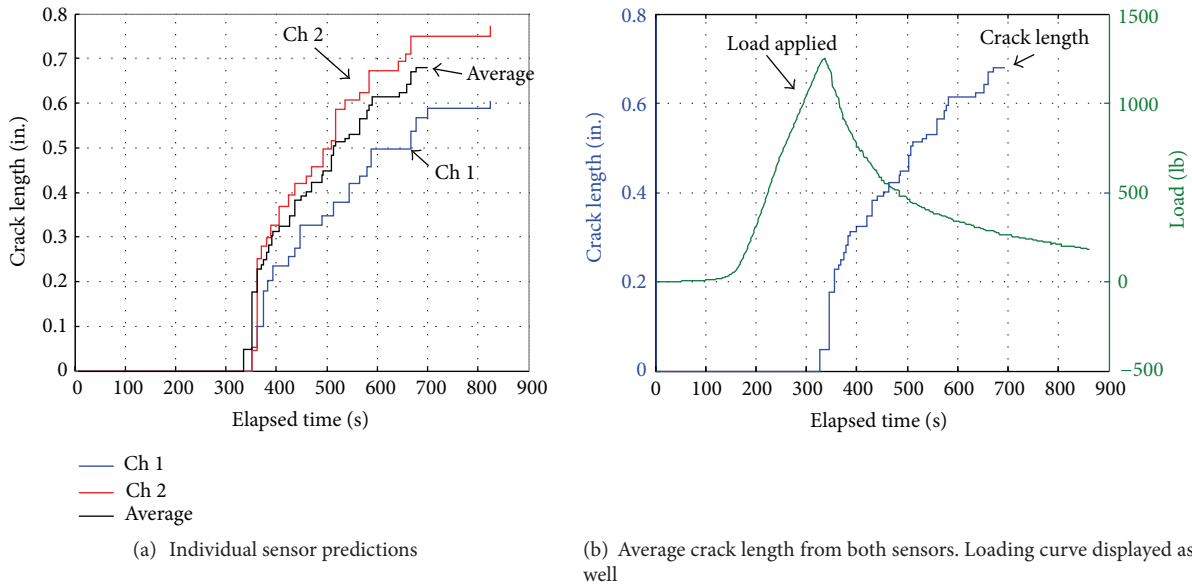 0.8
0.7
0.6
0.5
0.4
0.3
0.2
0.1
0
Crack length (in.)
Ch 2
Average
Ch 1
0 100 200 300 400 500 600 700 800 900
Elapsed time (s)
Ch 1
Ch 2
Average
(a) Individual sensor predictions
0.8
0.6
0.4
0.2
0
Crack length (in.)
Load applied
Crack length
1500
1000
500
0
−500
Load (lb)
0 100 200 300 400 500 600 700 800 900
Elapsed time (s)
(b) Average crack length from both sensors. Loading curve displayed as
well